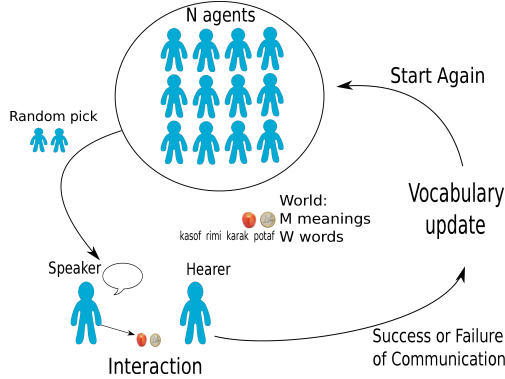 N agents
Start Again
Random pick
Vocabulary
update
World:
M meanings
kasof rimi karak potaf W words
Speaker
Hearer
Success or Failure
of Communication
Interaction